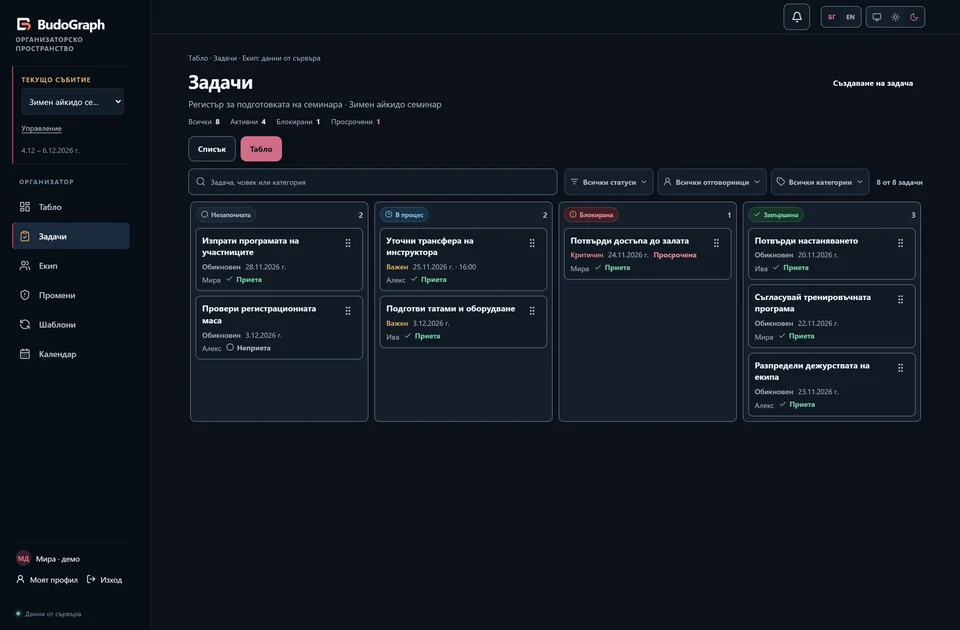 BudoGraph
ОРГАНИЗАТОРСКО
ПРОСТРАНСТВО
ТЕКУЩО СЪБИТИЕ
Зимен айкидо се...
Управление
4.12 – 6.12.2026 г.
ОРГАНИЗАТОР
Табло
Задачи
Екип
Промени
Шаблони
Календар
МД Мира · демо
Моят профил Изход
Данни от сървъра
БГ EN
Табло · Задачи · Екип: данни от сървъра
Задачи
Създаване на задача
Регистър за подготовката на семинара · Зимен айкидо семинар
Всички 8 Активни 4 Блокирани 1 Просрочени 1
Списък Табло
Задача, човек или категория
Всички статуси
Всички отговорници
Всички категории
8 от 8 задачи
Незапочната 2
Изпрати програмата на
участниците
Обикновен 28.11.2026 г.
Мира Приета
Провери регистрационната
маса
Обикновен 3.12.2026 г.
Алекс Неприета
В процес 2
Уточни трансфера на
инструктора
Важен 25.11.2026 г. · 16:00
Алекс Приета
Подготви татами и оборудване
Важен 3.12.2026 г.
Ива Приета
Блокирана 1
Потвърди достъпа до залата
Критичен 24.11.2026 г. Просрочена
Мира Приета
Завършена 3
Потвърди настаняването
Обикновен 20.11.2026 г.
Ива Приета
Съгласувай тренировъчната
програма
Обикновен 22.11.2026 г.
Мира Приета
Разпредели дежурствата на
екипа
Обикновен 23.11.2026 г.
Алекс Приета